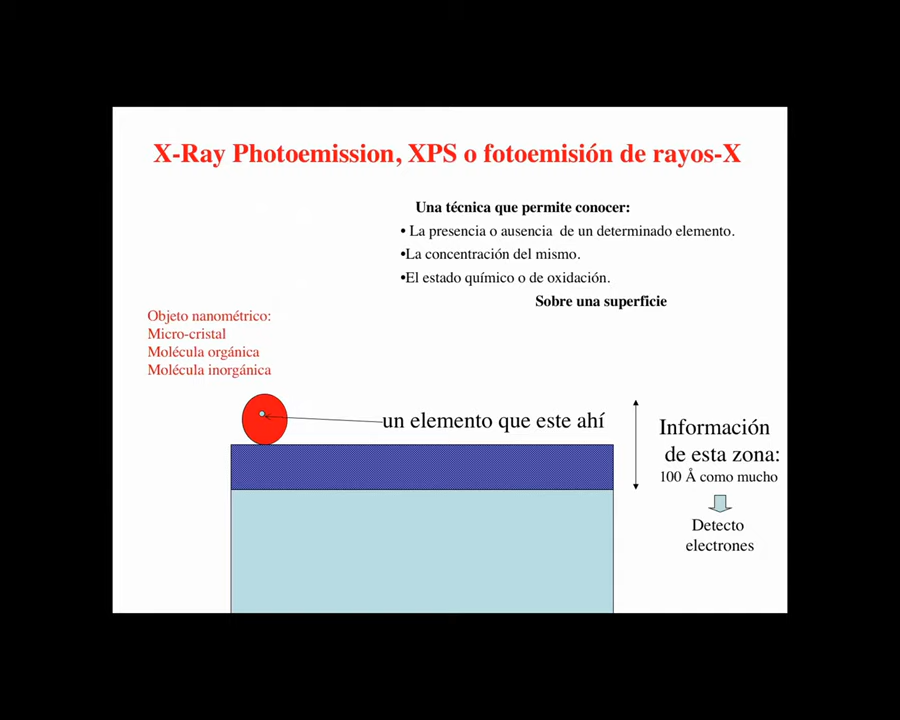 X-Ray Photoemission, XPS o fotoemisión de rayos-X
Una técnica que permite conocer:
• La presencia o ausencia de un determinado elemento.
•La concentración del mismo.
•El estado químico o de oxidación.
Sobre una superficie
Objeto nanométrico:
Micro-cristal
Molécula orgánica
Molécula inorgánica
un elemento que este ahí
Información
de esta zona:
100 Å como mucho
Detecto
electrones